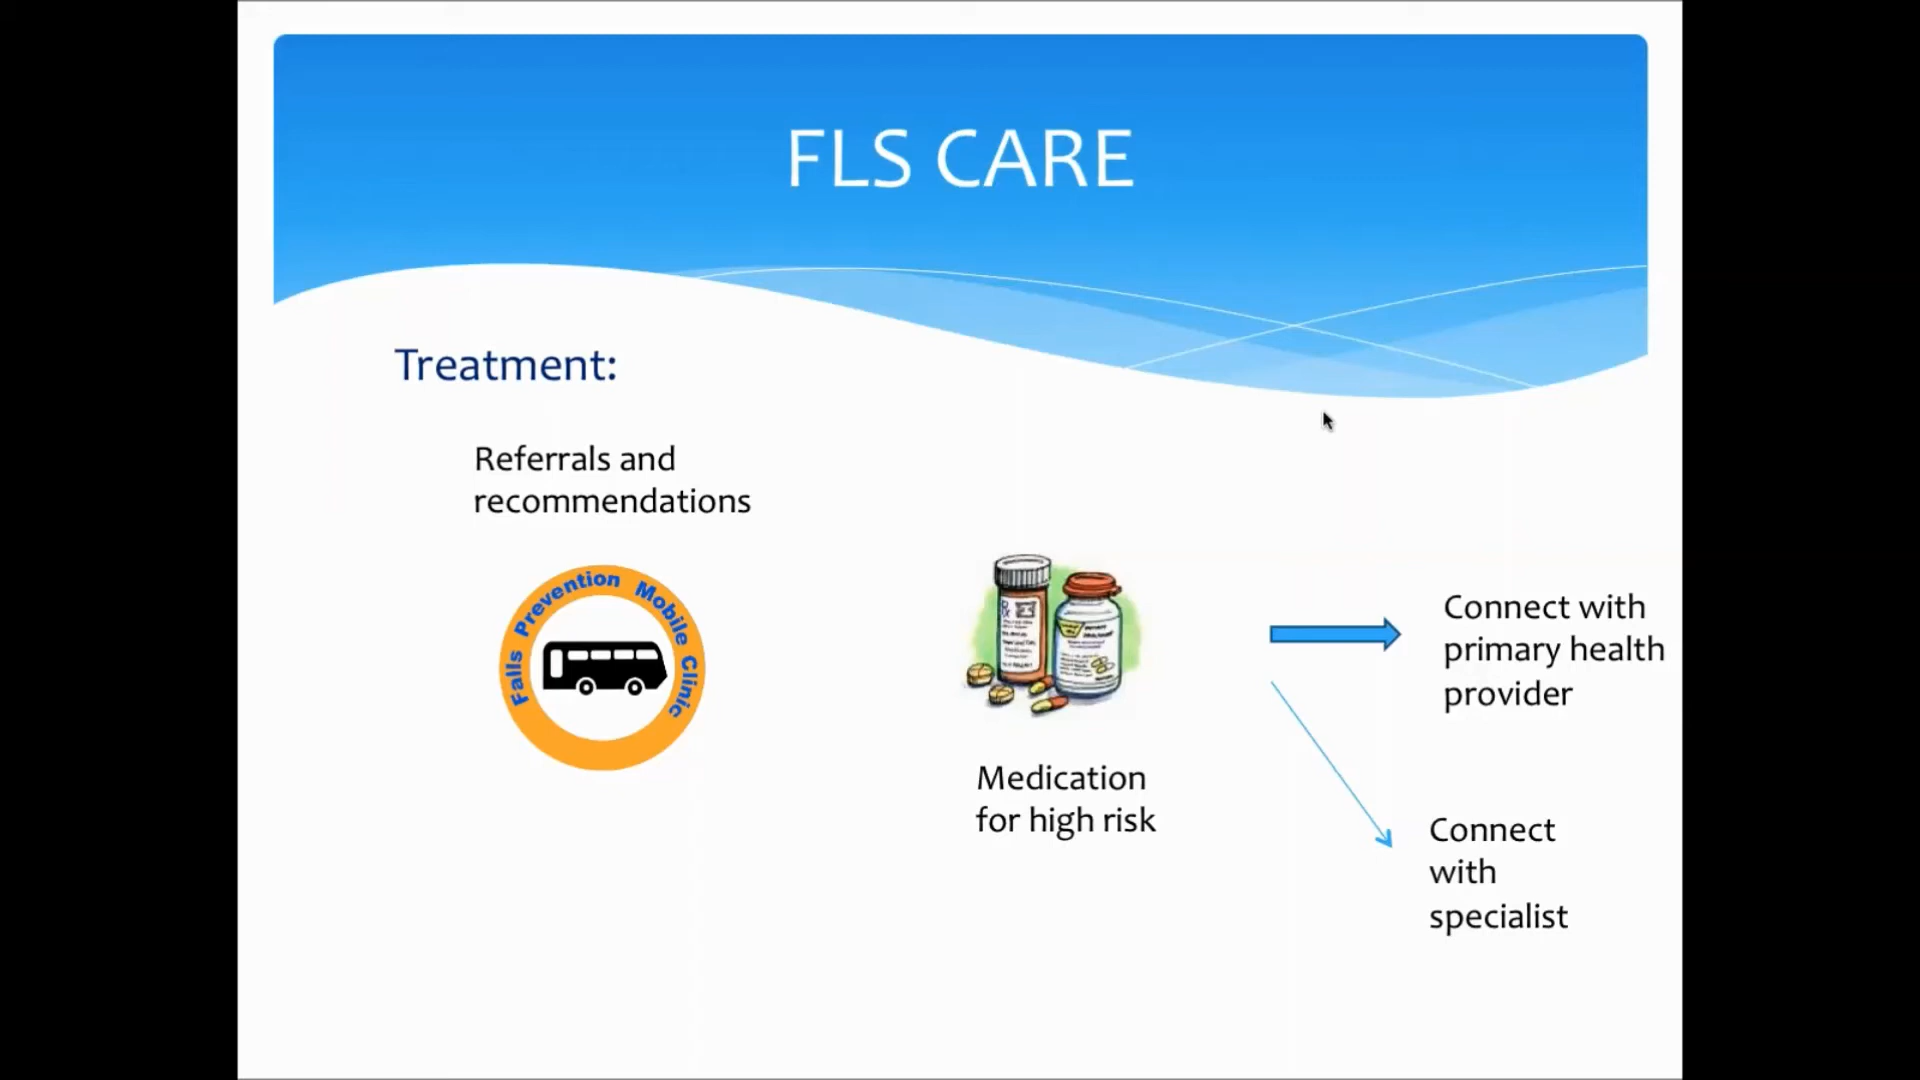 FLS CARE
Treatment:
Referrals and
recommendations
Falls Prevention Mobile Clinic
Medication
for high risk
Connect with
primary health
provider
Connect
with
specialist